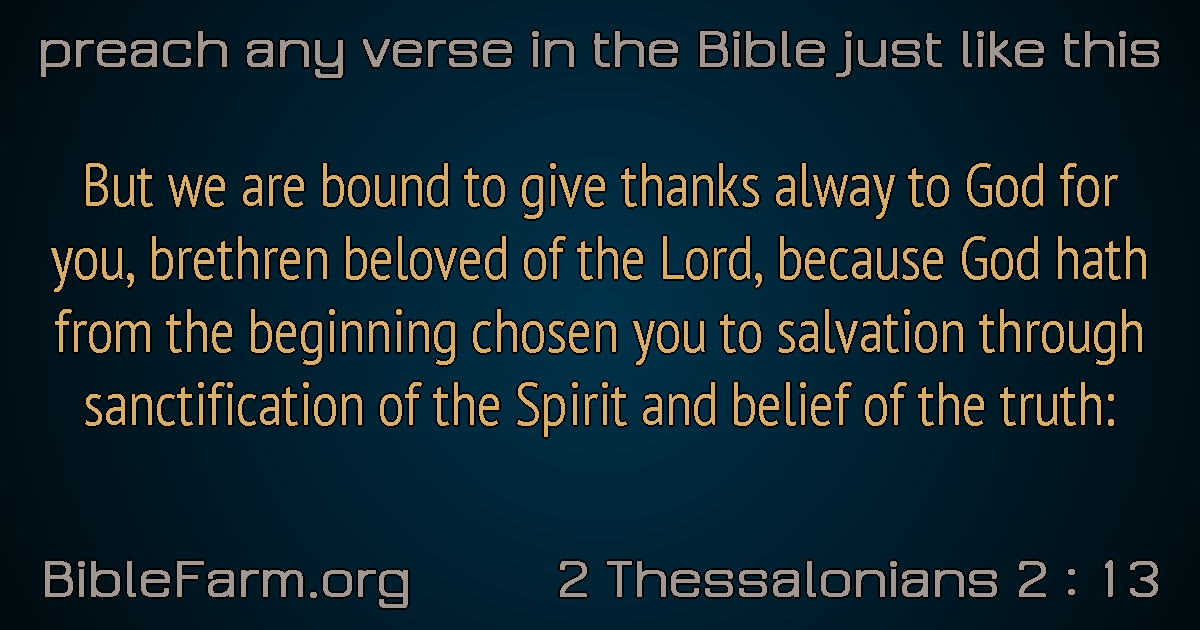 preach any verse in the Bible just like this
But we are bound to give thanks alway to God for
you, brethren beloved of the Lord, because God hath
from the beginning chosen you to salvation through
sanctification of the Spirit and belief of the truth:
BibleFarm.org
2 Thessalonians 2 : 13